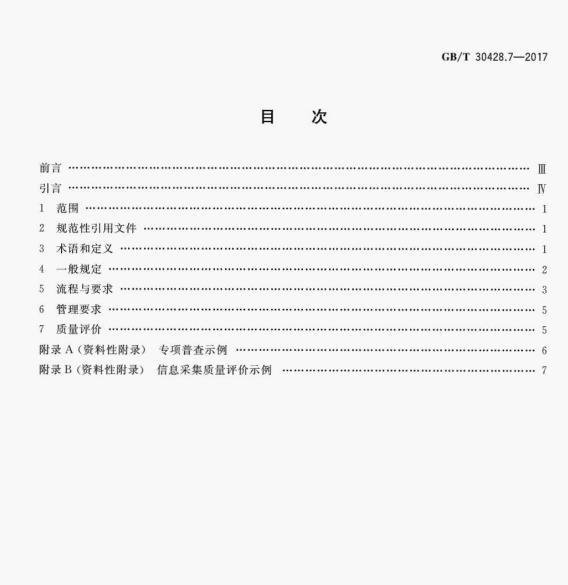 GB/T 30428.7—2017
目 次
前言 …………………………………………………………………………………………… Ⅲ
引言 …………………………………………………………………………………………… Ⅳ
1 范围 ………………………………………………………………………………………… 1
2 规范性引用文件 …………………………………………………………………………… 1
3 术语和定义 ………………………………………………………………………………… 1
4 一般规定 …………………………………………………………………………………… 2
5 流程与要求 ………………………………………………………………………………… 3
6 管理要求 …………………………………………………………………………………… 5
7 质量评价 …………………………………………………………………………………… 5
附录 A(资料性附录) 专项普查示例 ……………………………………………………… 6
附录 B(资料性附录) 信息采集质量评价示例 …………………………………………… 7